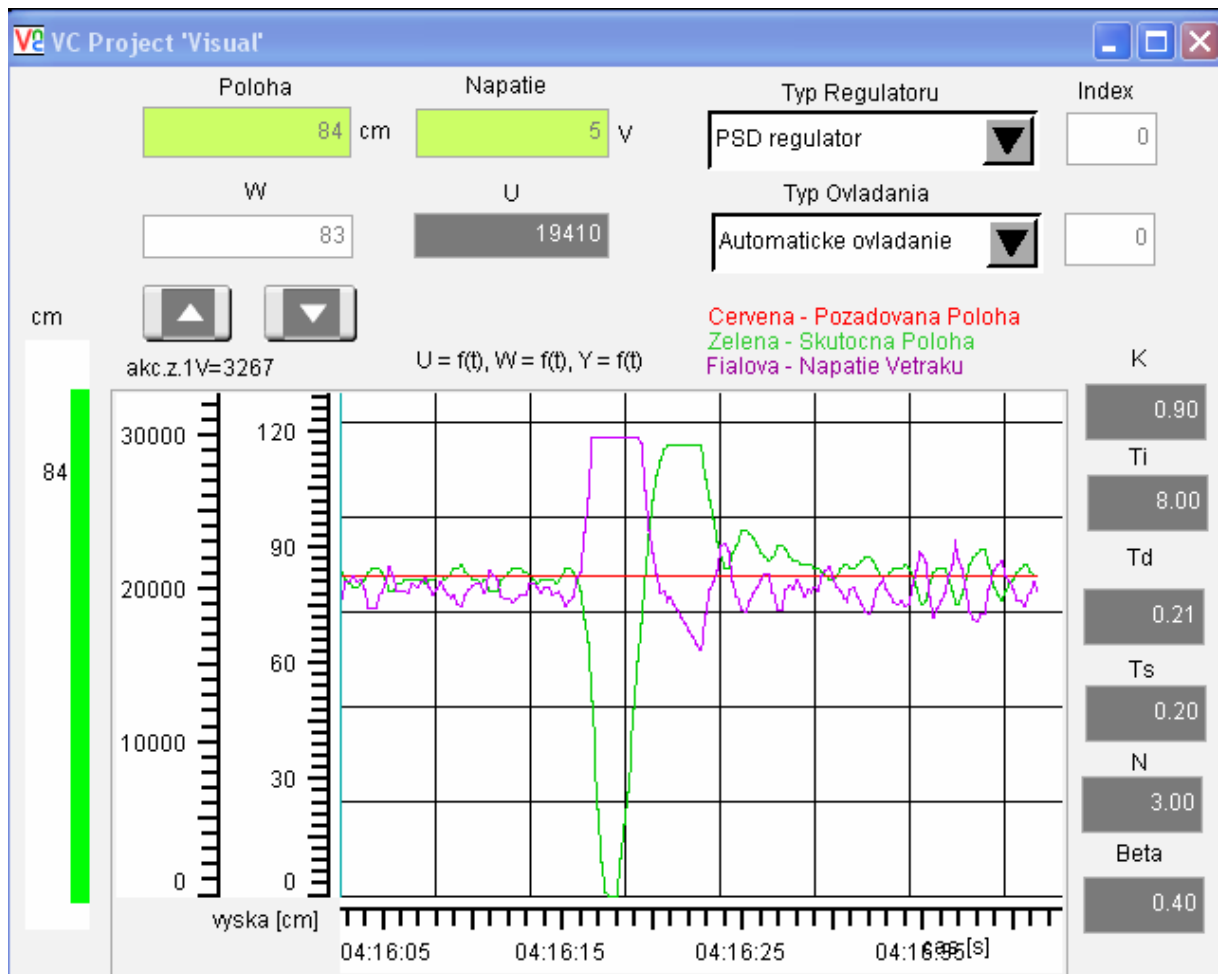 VC Project 'Visual'
Poloha Napatie Typ Regulatoru Index
84 cm 5 V PSD regulator 0
W U Typ Ovladania
83 19410 Automaticke ovladanie 0
cm
Cervena - Pozadovana Poloha
Zelena - Skutocna Poloha
Fialova - Napatie Vetraku
akc.z.1V=3267 U = f(t), W = f(t), Y = f(t)
K
0.90
Ti
8.00
Td
0.21
Ts
0.20
N
3.00
Beta
0.40
84
30000 120
90
20000
60
10000
30
0 0
vyska [cm]
04:16:05 04:16:15 04:16:25 [s]